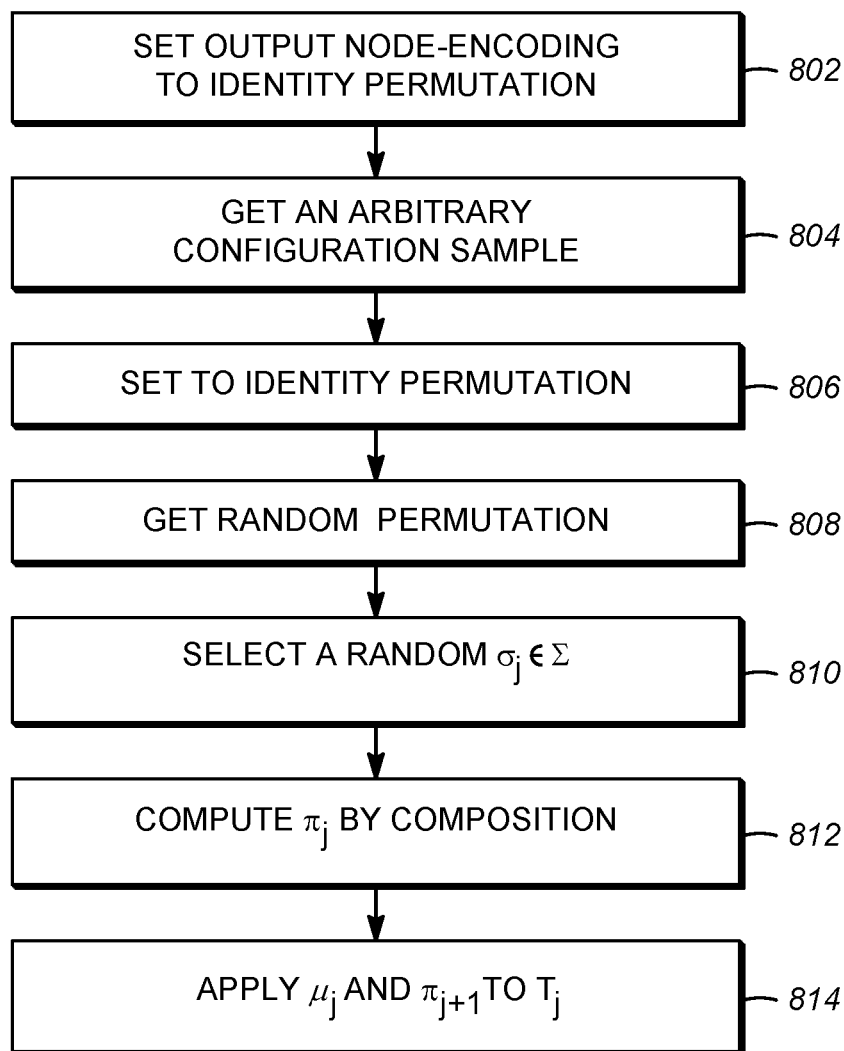 SET OUTPUT NODE-ENCODING
TO IDENTITY PERMUTATION
802
GET AN ARBITRARY
CONFIGURATION SAMPLE
804
SET TO IDENTITY PERMUTATION
806
GET RANDOM PERMUTATION
808
SELECT A RANDOM σj ϵ Σ
810
COMPUTE πj BY COMPOSITION
812
APPLY μj AND πj+1 TO Tj
814